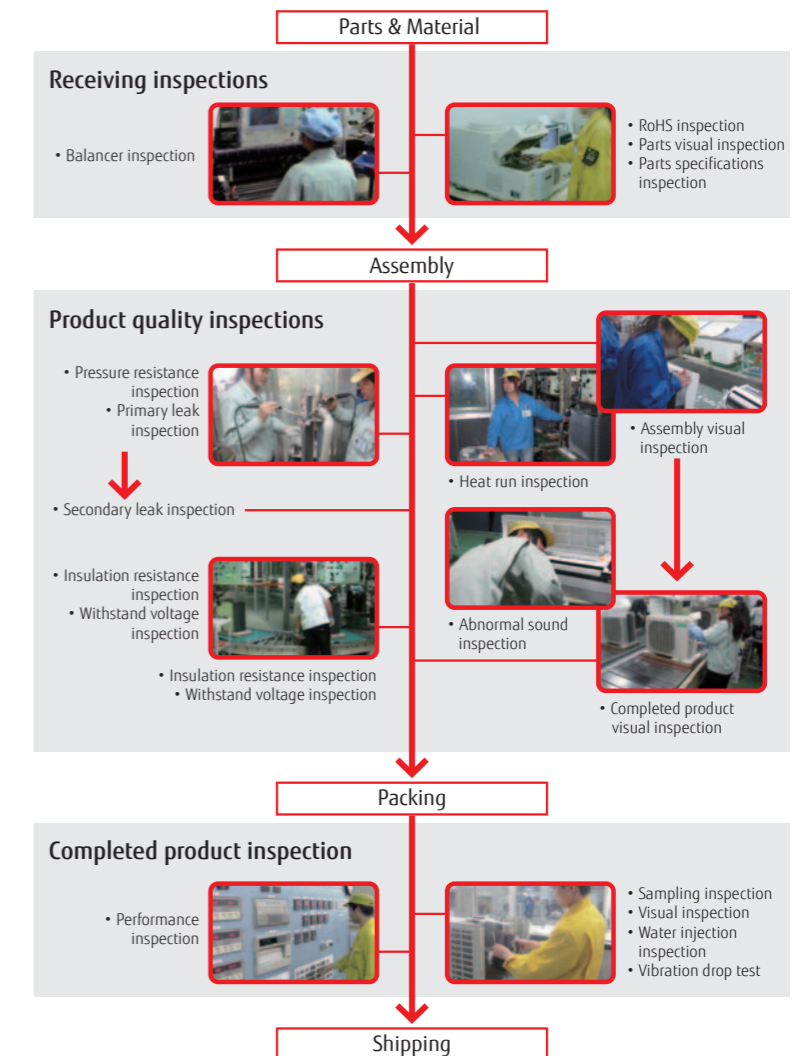 Parts & Material
Receiving inspections
• Balancer inspection
• RoHS inspection
• Parts visual inspection
• Parts specifications
inspection
Assembly
Product quality inspections
• Pressure resistance
inspection
• Primary leak
inspection
• Assembly visual
inspection
• Heat run inspection
• Secondary leak inspection
• Insulation resistance
inspection
• Withstand voltage
inspection
• Abnormal sound
inspection
• Insulation resistance inspection
• Withstand voltage inspection
• Completed product
visual inspection
Packing
Completed product inspection
• Performance
inspection
• Sampling inspection
• Visual inspection
• Water injection
inspection
• Vibration drop test
Shipping